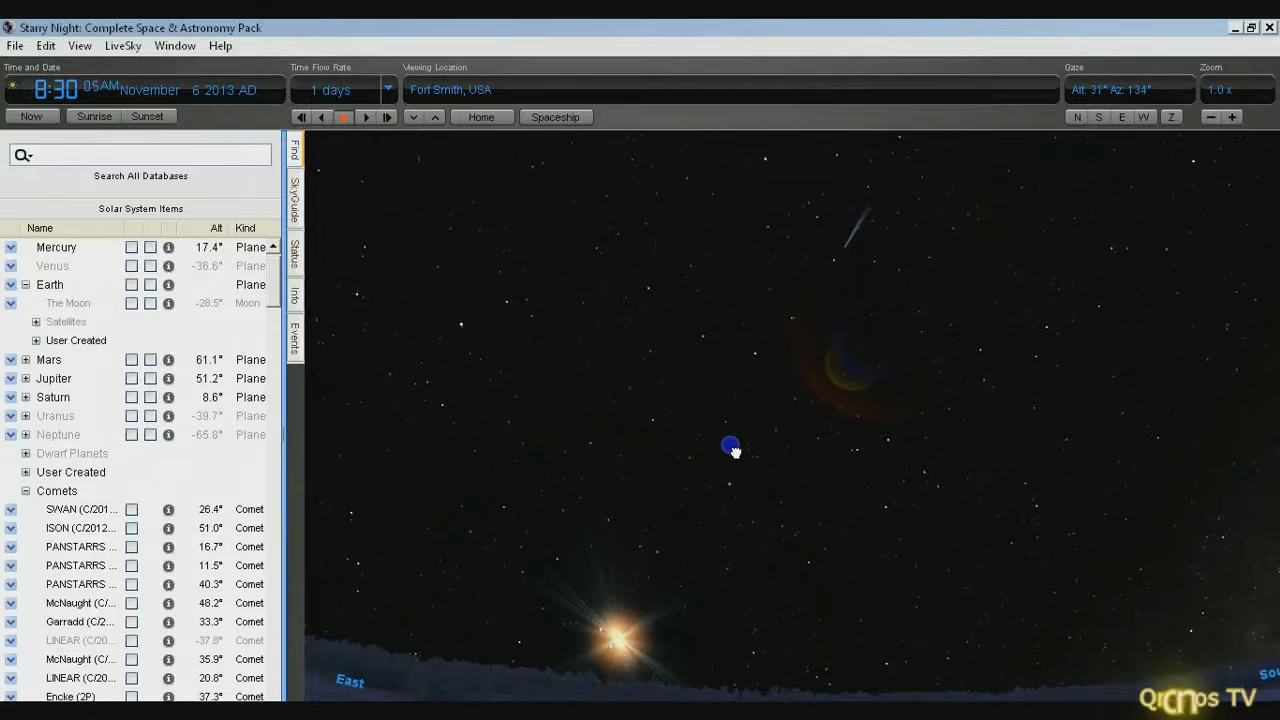 Starry Night: Complete Space & Astronomy Pack
File Edit View LiveSky Window Help
Time and Date Time Flow Rate Viewing Location Gaze Zoom
8:30 05AM November 6 2013 AD 1 days Fort Smith, USA Alt: 31° Az: 134° 1.0 x
Now Sunrise Sunset Home Spaceship N S E W Z
Find
SkyGuide
Status
Info
Events
Search All Databases
Solar System Items
Name Alt Kind
Mercury 17.4° Plane
Venus -36.6° Plane
Earth Plane
The Moon -28.5° Moon
Satellites
User Created
Mars 61.1° Plane
Jupiter 51.2° Plane
Saturn 8.6° Plane
Uranus -39.7° Plane
Neptune -65.8° Plane
Dwarf Planets
User Created
Comets
SWAN (C/201... 26.4° Comet
ISON (C/2012... 51.0° Comet
PANSTARRS ... 16.7° Comet
PANSTARRS ... 11.5° Comet
PANSTARRS ... 40.3° Comet
McNaught (C/... 48.2° Comet
Garradd (C/20... 33.3° Comet
LINEAR (C/20... -37.8° Comet
McNaught (C/... 35.9° Comet
LINEAR (C/20... 20.8° Comet
Encke (2P) 37.3° Comet
East
Sou
TV